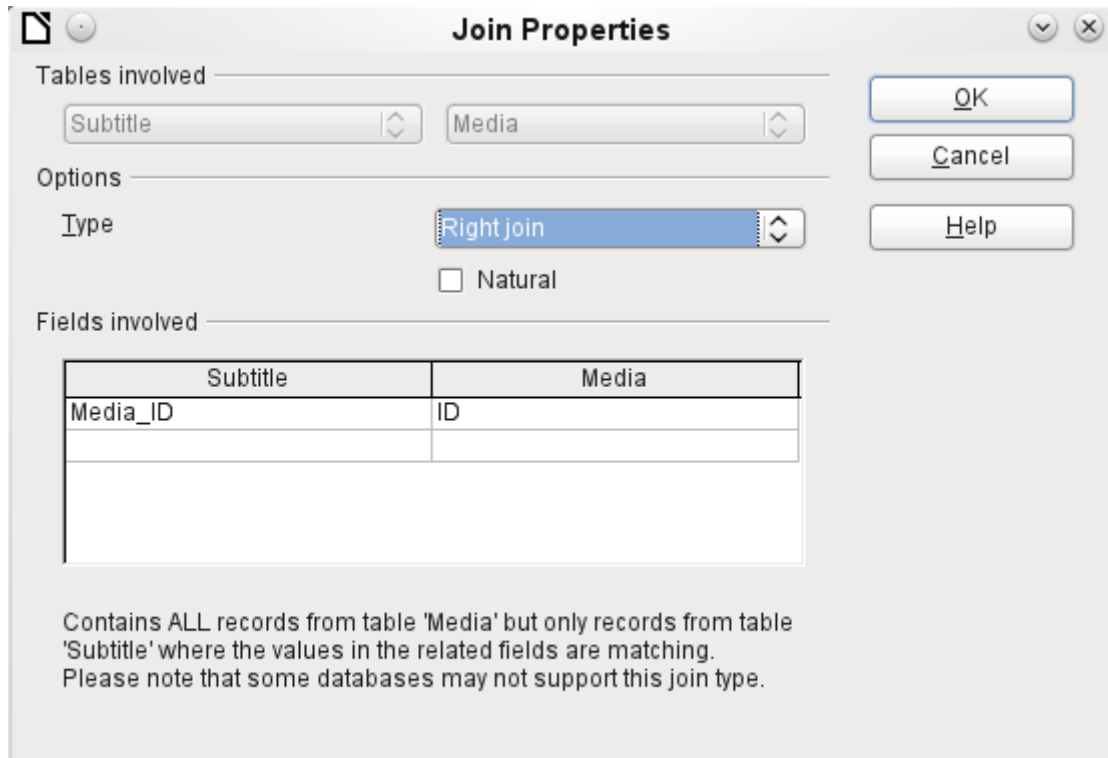 Join Properties
Tables involved
OK
Subtitle Media
Cancel
Options
Type Right join Help
Natural
Fields involved
Subtitle Media
Media_ID ID
Contains ALL records from table 'Media' but only records from table
'Subtitle' where the values in the related fields are matching.
Please note that some databases may not support this join type.